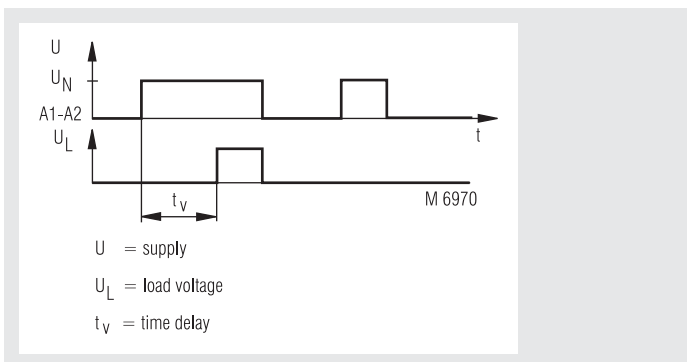 U
U_N
A1-A2
t
U_L
t_v
M 6970
U = supply
U_L = load voltage
t_v = time delay